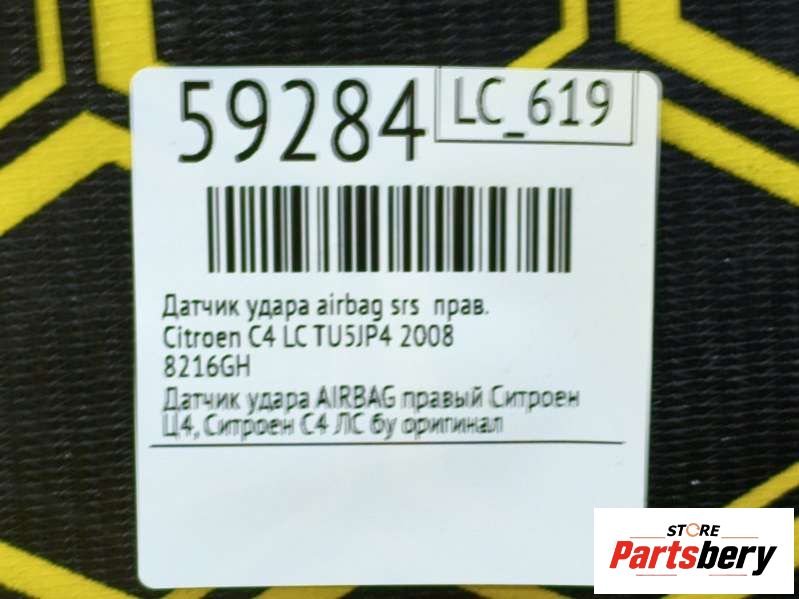 59284
LC_619
Датчик удара airbag srs прав.
Citroen C4 LC TU5JP4 2008
8216GH
Датчик удара AIRBAG правый Ситроен
Ц4, Ситроен С4 ЛС бу оригинал
STORE
Partsbery